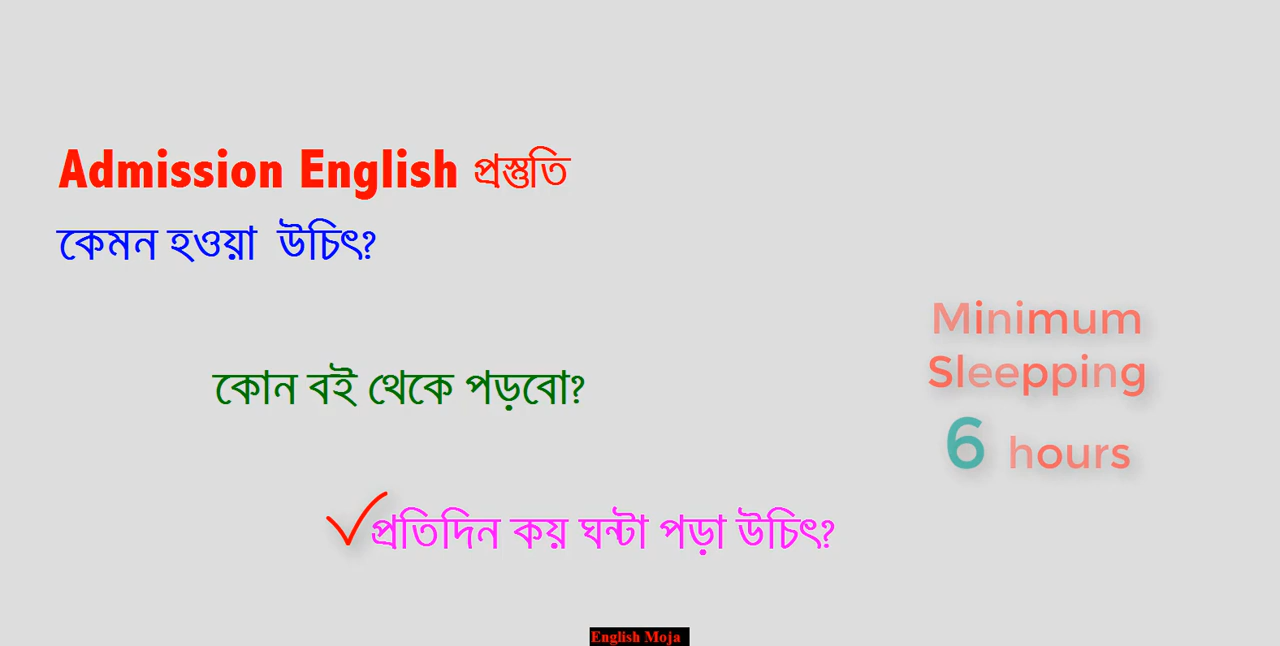 Admission English প্রস্তুতি
কেমন হওয়া উচিৎ?
কোন বই থেকে পড়বো?
প্রতিদিন কয় ঘন্টা পড়া উচিৎ?
Minimum
Sleepping
6 hours
English Moja